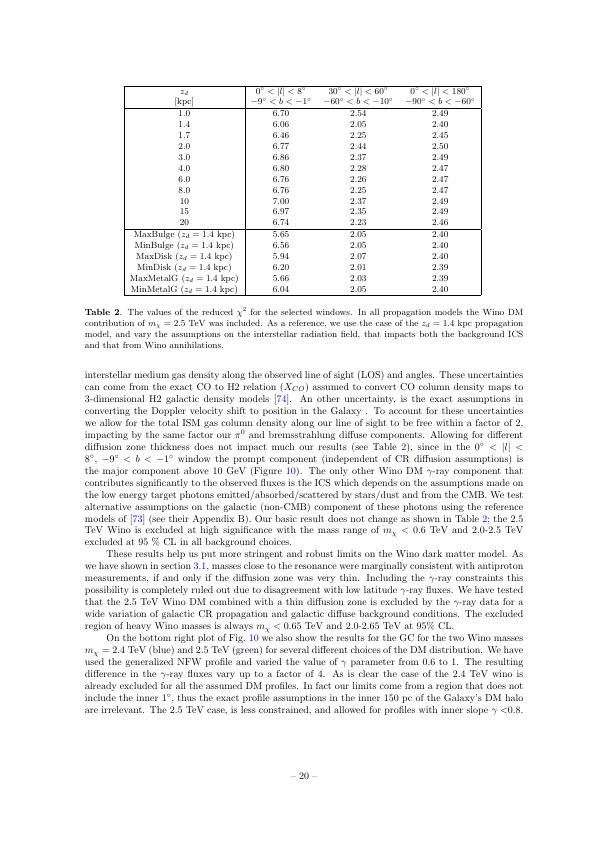 z_d 0° < |l| < 8° 30° < |l| < 60° 0° < |l| < 180°
[kpc] −9° < b < −1° −60° < b < −10° −90° < b < −60°
1.0 6.70 2.54 2.49
1.4 6.06 2.05 2.40
1.7 6.46 2.25 2.45
2.0 6.77 2.44 2.50
3.0 6.86 2.37 2.49
4.0 6.80 2.28 2.47
6.0 6.76 2.26 2.47
8.0 6.76 2.25 2.47
10 7.00 2.37 2.49
15 6.97 2.35 2.49
20 6.74 2.23 2.46
MaxBulge (z_d = 1.4 kpc) 5.65 2.05 2.40
MinBulge (z_d = 1.4 kpc) 6.56 2.05 2.40
MaxDisk (z_d = 1.4 kpc) 5.94 2.07 2.40
MinDisk (z_d = 1.4 kpc) 6.20 2.01 2.39
MaxMetalG (z_d = 1.4 kpc) 5.66 2.03 2.39
MinMetalG (z_d = 1.4 kpc) 6.04 2.05 2.40
Table 2. The values of the reduced χ² for the selected windows. In all propagation models the Wino DM
contribution of m_χ = 2.5 TeV was included. As a reference, we use the case of the z_d = 1.4 kpc propagation
model, and vary the assumptions on the interstellar radiation field, that impacts both the background ICS
and that from Wino annihilations.
interstellar medium gas density along the observed line of sight (LOS) and angles. These uncertainties
can come from the exact CO to H2 relation (X_CO) assumed to convert CO column density maps to
3-dimensional H2 galactic density models [74]. An other uncertainty, is the exact assumptions in
converting the Doppler velocity shift to position in the Galaxy . To account for these uncertainties
we allow for the total ISM gas column density along our line of sight to be free within a factor of 2,
impacting by the same factor our π⁰ and bremsstrahlung diffuse components. Allowing for different
diffusion zone thickness does not impact much our results (see Table 2), since in the 0° < |l| <
8°, −9° < b < −1° window the prompt component (independent of CR diffusion assumptions) is
the major component above 10 GeV (Figure 10). The only other Wino DM γ-ray component that
contributes significantly to the observed fluxes is the ICS which depends on the assumptions made on
the low energy target photons emitted/absorbed/scattered by stars/dust and from the CMB. We test
alternative assumptions on the galactic (non-CMB) component of these photons using the reference
models of [73] (see their Appendix B). Our basic result does not change as shown in Table 2; the 2.5
TeV Wino is excluded at high significance with the mass range of m_χ < 0.6 TeV and 2.0-2.5 TeV
excluded at 95 % CL in all background choices.
These results help us put more stringent and robust limits on the Wino dark matter model. As
we have shown in section 3.1, masses close to the resonance were marginally consistent with antiproton
measurements, if and only if the diffusion zone was very thin. Including the γ-ray constraints this
possibility is completely ruled out due to disagreement with low latitude γ-ray fluxes. We have tested
that the 2.5 TeV Wino DM combined with a thin diffusion zone is excluded by the γ-ray data for a
wide variation of galactic CR propagation and galactic diffuse background conditions. The excluded
region of heavy Wino masses is always m_χ < 0.65 TeV and 2.0-2.65 TeV at 95% CL.
On the bottom right plot of Fig. 10 we also show the results for the GC for the two Wino masses
m_χ = 2.4 TeV (blue) and 2.5 TeV (green) for several different choices of the DM distribution. We have
used the generalized NFW profile and varied the value of γ parameter from 0.6 to 1. The resulting
difference in the γ-ray fluxes vary up to a factor of 4. As is clear the case of the 2.4 TeV wino is
already excluded for all the assumed DM profiles. In fact our limits come from a region that does not
include the inner 1°, thus the exact profile assumptions in the inner 150 pc of the Galaxy's DM halo
are irrelevant. The 2.5 TeV case, is less constrained, and allowed for profiles with inner slope γ <0.8.
– 20 –